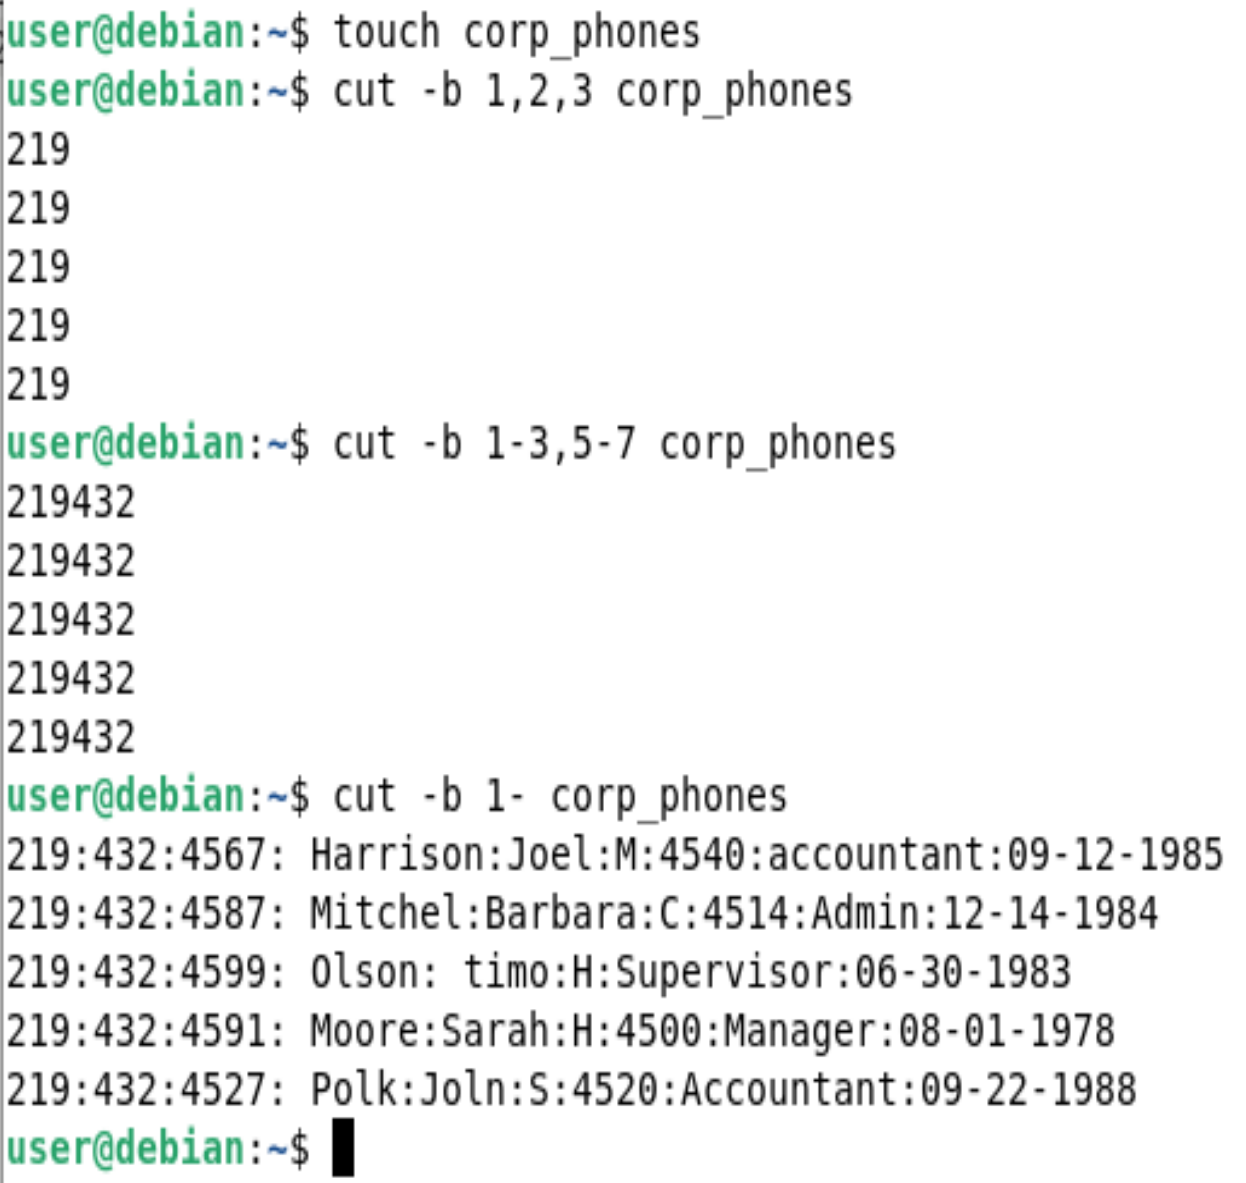 user@debian:~$ touch corp_phones
user@debian:~$ cut -b 1,2,3 corp_phones
219
219
219
219
219
user@debian:~$ cut -b 1-3,5-7 corp_phones
219432
219432
219432
219432
219432
user@debian:~$ cut -b 1- corp_phones
219:432:4567: Harrison:Joel:M:4540:accountant:09-12-1985
219:432:4587: Mitchel:Barbara:C:4514:Admin:12-14-1984
219:432:4599: Olson: timo:H:Supervisor:06-30-1983
219:432:4591: Moore:Sarah:H:4500:Manager:08-01-1978
219:432:4527: Polk:Joln:S:4520:Accountant:09-22-1988
user@debian:~$